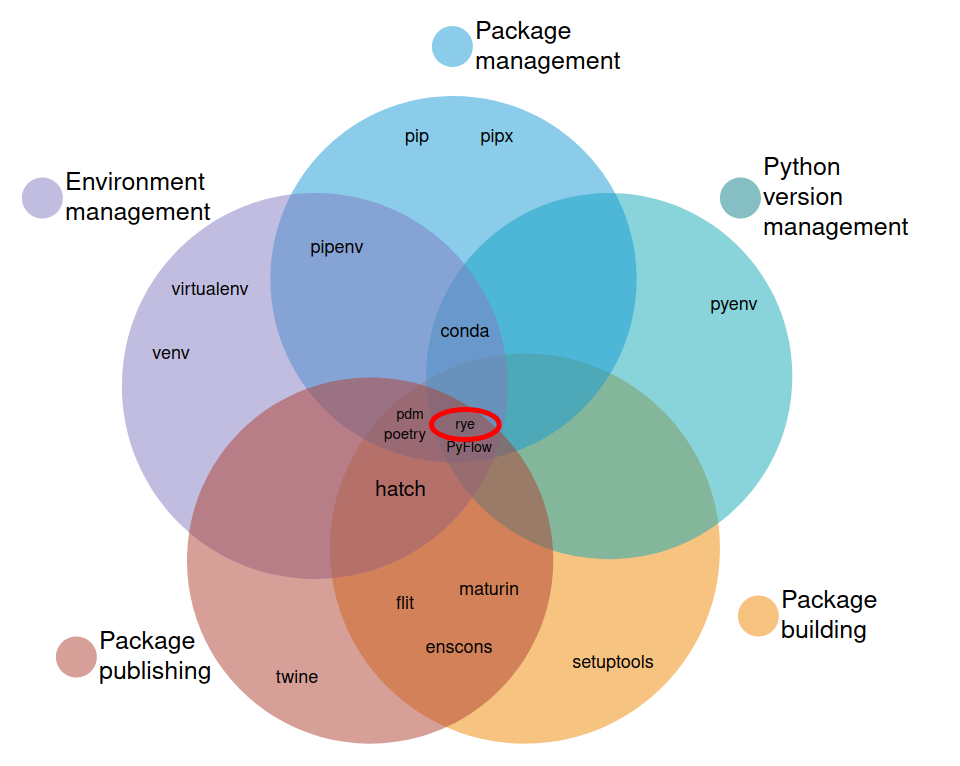 Package
management
Environment
management
Python
version
management
pip
pipx
pipenv
virtualenv
venv
conda
pyenv
pdm
poetry
rye
PyFlow
hatch
flit
maturin
enscons
setuptools
twine
Package
building
Package
publishing